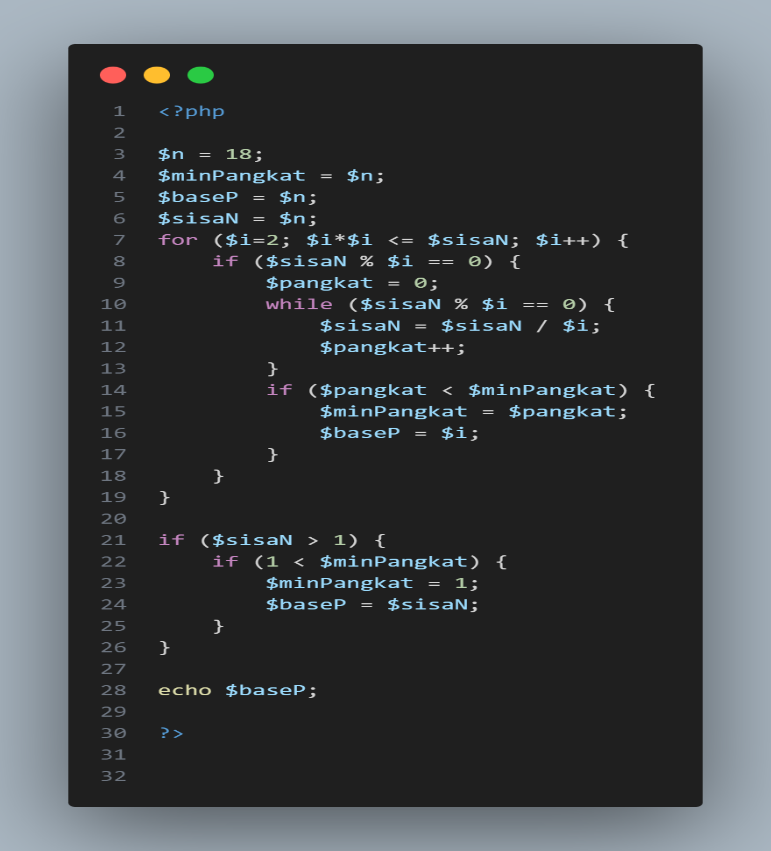 1 <?php
2
3 $n = 18;
4 $minPangkat = $n;
5 $baseP = $n;
6 $sisaN = $n;
7 for ($i=2; $i*$i <= $sisaN; $i++) {
8     if ($sisaN % $i == 0) {
9         $pangkat = 0;
10         while ($sisaN % $i == 0) {
11             $sisaN = $sisaN / $i;
12             $pangkat++;
13         }
14         if ($pangkat < $minPangkat) {
15             $minPangkat = $pangkat;
16             $baseP = $i;
17         }
18     }
19 }
20
21 if ($sisaN > 1) {
22     if (1 < $minPangkat) {
23         $minPangkat = 1;
24         $baseP = $sisaN;
25     }
26 }
27
28 echo $baseP;
29
30 ?>
31
32